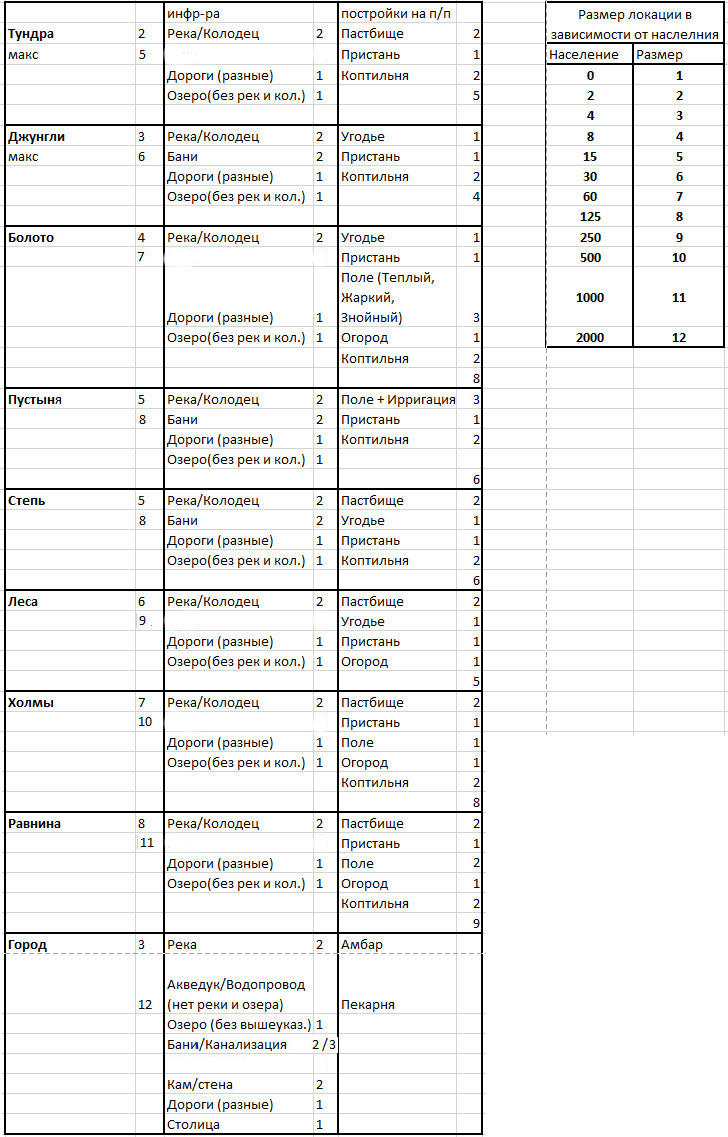 инфр-ра постройки на п/п Размер локации в
зависимости от насвлелния
Тундра 2 Река/Колодец 2 Пастбище 2
макс 5 Пристань 1 Население Размер
Дороги (разные) 1 Коптильня 2 0 1
Озеро(без рек и кол.) 1 5 2 2
4 3
Джунгли 3 Река/Колодец 2 Угодье 1 8 4
макс 6 Бани 2 Пристань 1 15 5
Дороги (разные) 1 Коптильня 2 30 6
Озеро(без рек и кол.) 1 4 60 7
125 8
Болото 4 Река/Колодец 2 Угодье 1 250 9
7 Пристань 1 500 10
Поле (Теплый,
Жаркий, 1000 11
Дороги (разные) 1 Знойный) 3
Озеро(без рек и кол.) 1 Огород 1 2000 12
Коптильня 2
8
Пустыня 5 Река/Колодец 2 Поле + Ирригация 3
8 Бани 2 Пристань 1
Дороги (разные) 1 Коптильня 2
Озеро(без рек и кол.) 1
6
Степь 5 Река/Колодец 2 Пастбище 2
8 Бани 2 Угодье 1
Дороги (разные) 1 Пристань 1
Озеро(без рек и кол.) 1 Коптильня 2
6
Леса 6 Река/Колодец 2 Пастбище 2
9 Угодье 1
Дороги (разные) 1 Пристань 1
Озеро(без рек и кол.) 1 Огород 1
5
Холмы 7 Река/Колодец 2 Пастбище 2
10 Пристань 1
Дороги (разные) 1 Поле 1
Озеро(без рек и кол.) 1 Огород 1
Коптильня 2
8
Равнина 8 Река/Колодец 2 Пастбище 2
11 Пристань 1
Дороги (разные) 1 Поле 2
Озеро(без рек и кол.) 1 Огород 1
Коптильня 2
9
Город 3 Река 2 Амбар
Акведук/Водопровод
12 (нет реки и озера) Пекарня
Озеро (без вышеуказ.) 1
Бани/Канализация 2/3
Кам/стена 2
Дороги (разные) 1
Столица 1